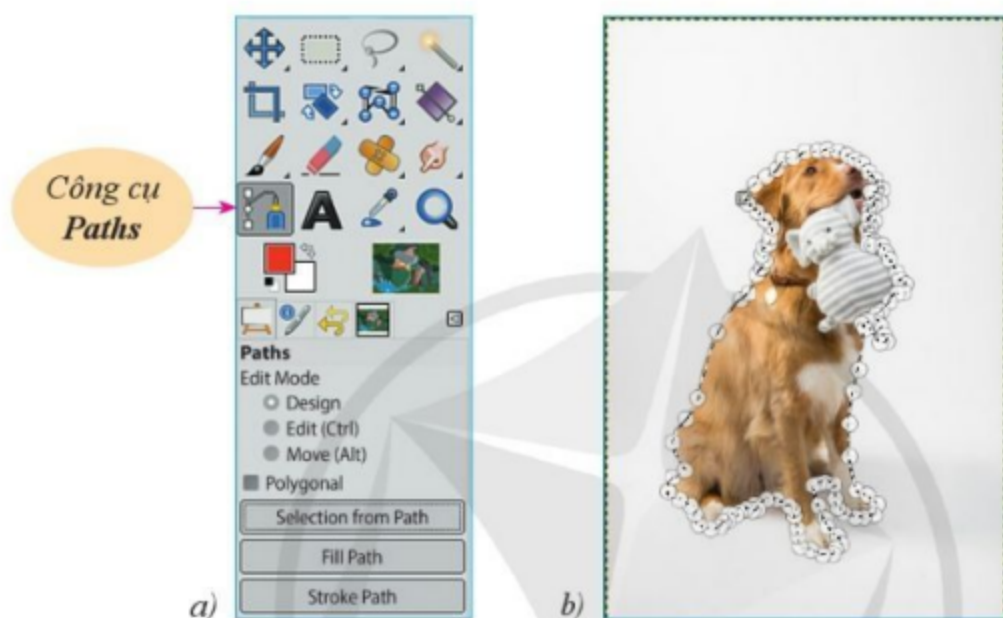 Công cụ
Paths
A
Paths
Edit Mode
Design
Edit (Ctrl)
Move (Alt)
Polygonal
Selection from Path
Fill Path
Stroke Path
a)
b)